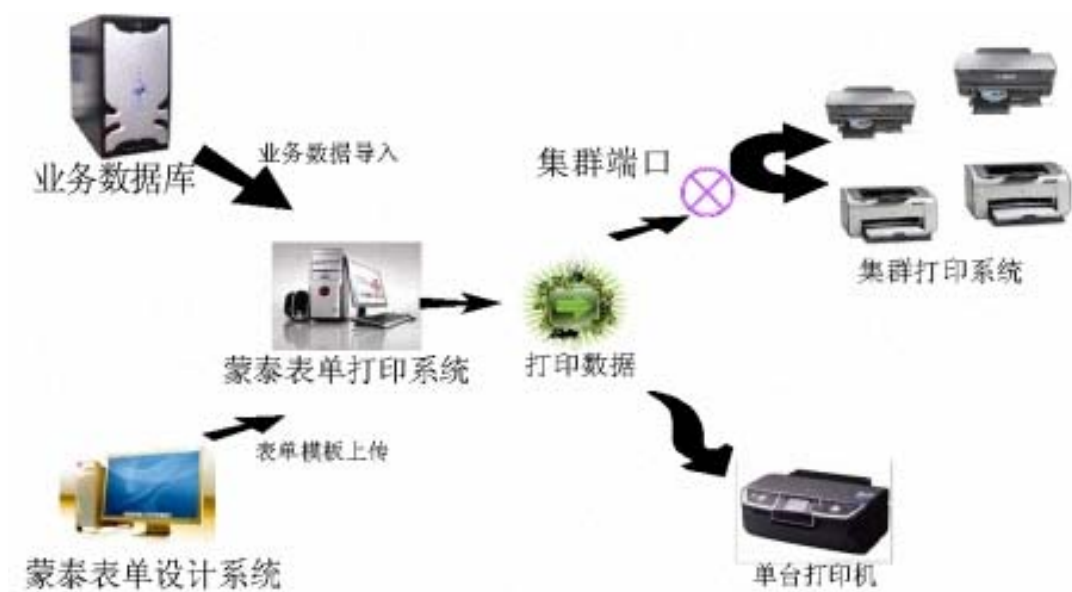 业务数据库
业务数据导入
集群端口
集群打印系统
蒙泰表单打印系统
打印数据
表单模板上传
蒙泰表单设计系统
单台打印机